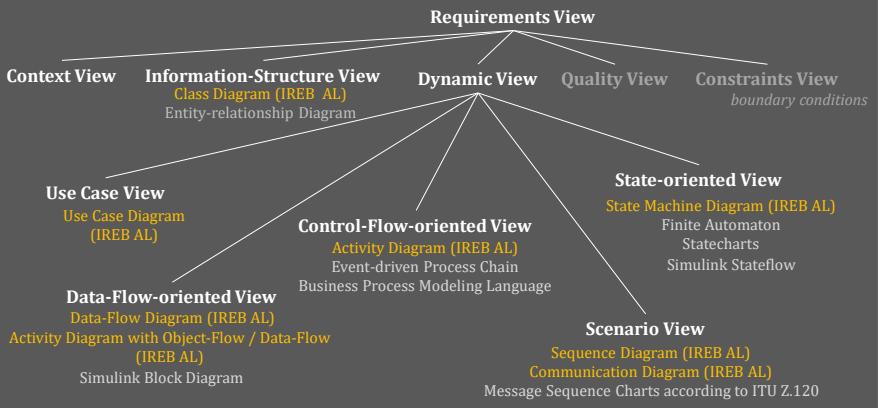 Requirements View
Context View
Information-Structure View
Class Diagram (IREB AL)
Entity-relationship Diagram
Dynamic View
Quality View
Constraints View
boundary conditions
Use Case View
Use Case Diagram
(IREB AL)
Data-Flow-oriented View
Data-Flow Diagram (IREB AL)
Activity Diagram with Object-Flow / Data-Flow
(IREB AL)
Simulink Block Diagram
Control-Flow-oriented View
Activity Diagram (IREB AL)
Event-driven Process Chain
Business Process Modeling Language
State-oriented View
State Machine Diagram (IREB AL)
Finite Automaton
Statecharts
Simulink Stateflow
Scenario View
Sequence Diagram (IREB AL)
Communication Diagram (IREB AL)
Message Sequence Charts according to ITU Z.120